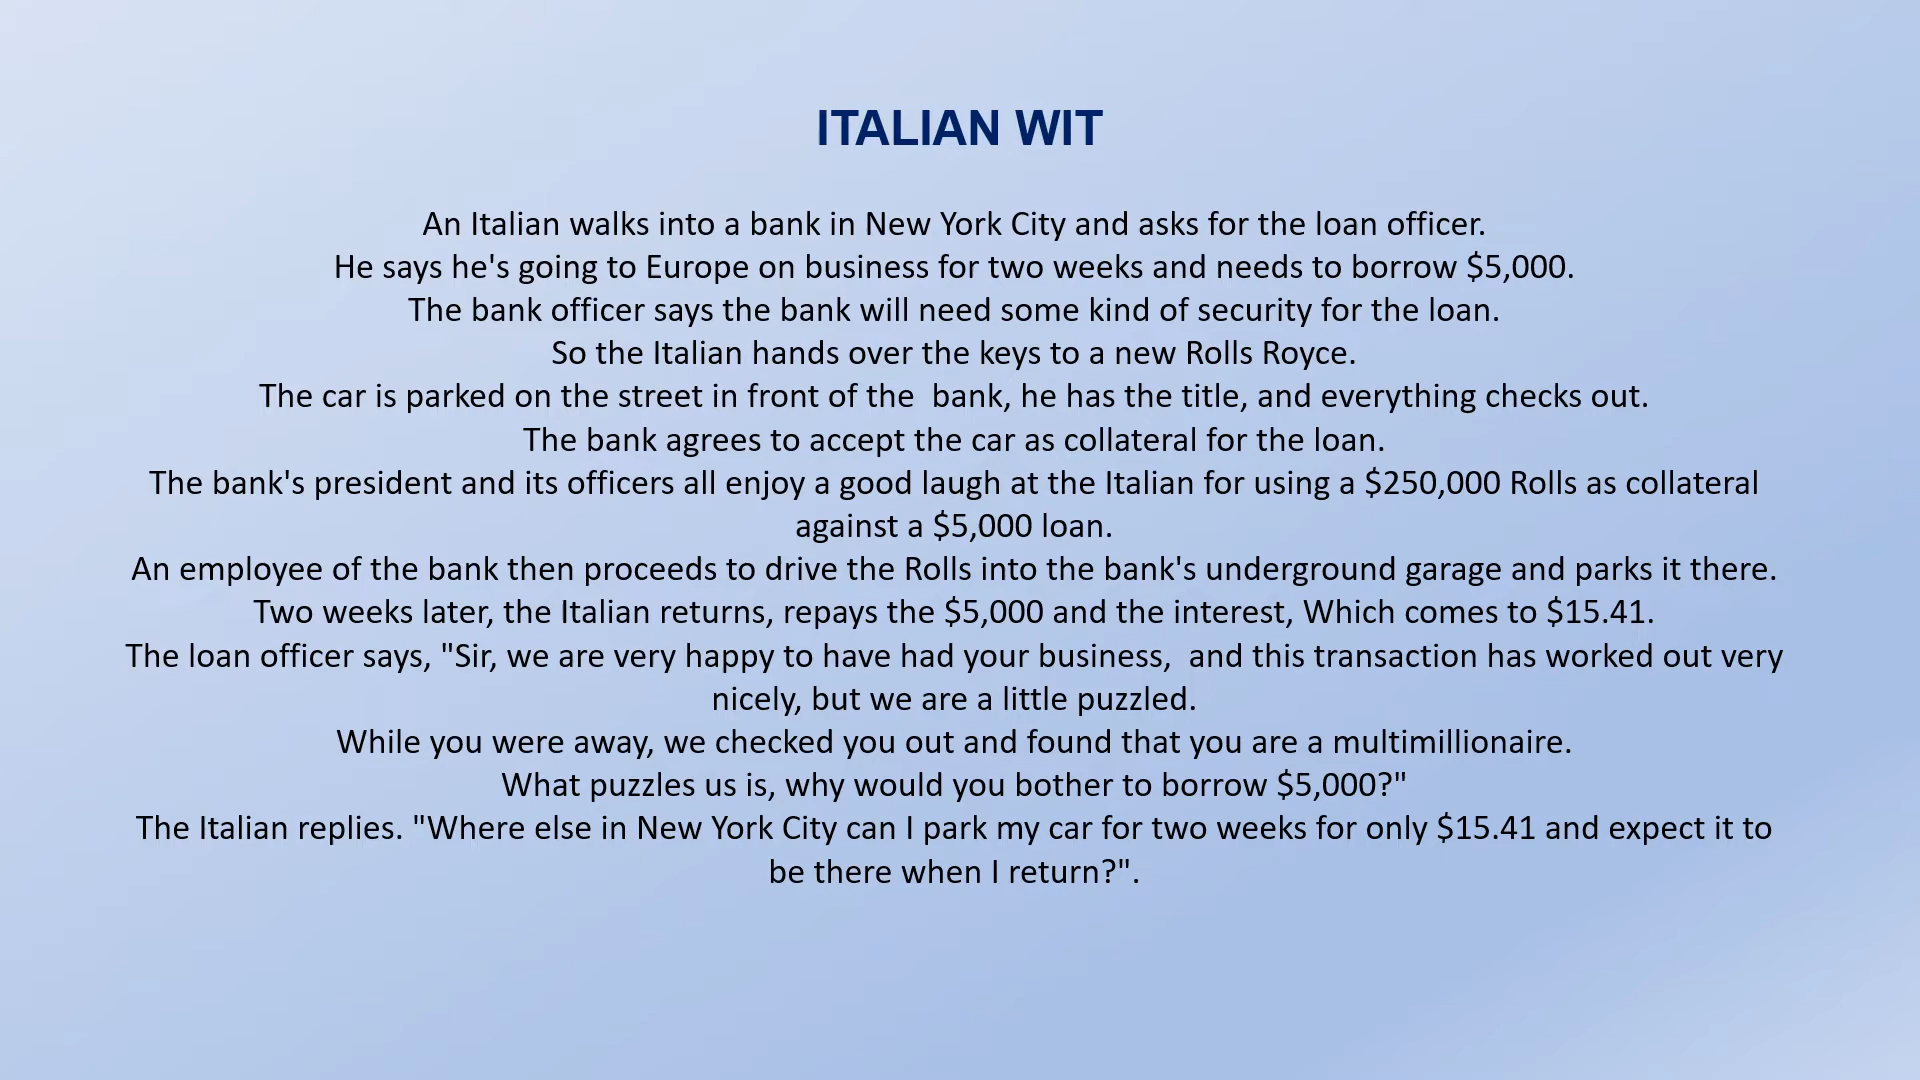 ITALIAN WIT
An Italian walks into a bank in New York City and asks for the loan officer.
He says he's going to Europe on business for two weeks and needs to borrow $5,000.
The bank officer says the bank will need some kind of security for the loan.
So the Italian hands over the keys to a new Rolls Royce.
The car is parked on the street in front of the  bank, he has the title, and everything checks out.
The bank agrees to accept the car as collateral for the loan.
The bank's president and its officers all enjoy a good laugh at the Italian for using a $250,000 Rolls as collateral
against a $5,000 loan.
An employee of the bank then proceeds to drive the Rolls into the bank's underground garage and parks it there.
Two weeks later, the Italian returns, repays the $5,000 and the interest, Which comes to $15.41.
The loan officer says, "Sir, we are very happy to have had your business,  and this transaction has worked out very
nicely, but we are a little puzzled.
While you were away, we checked you out and found that you are a multimillionaire.
What puzzles us is, why would you bother to borrow $5,000?"
The Italian replies. "Where else in New York City can I park my car for two weeks for only $15.41 and expect it to
be there when I return?".